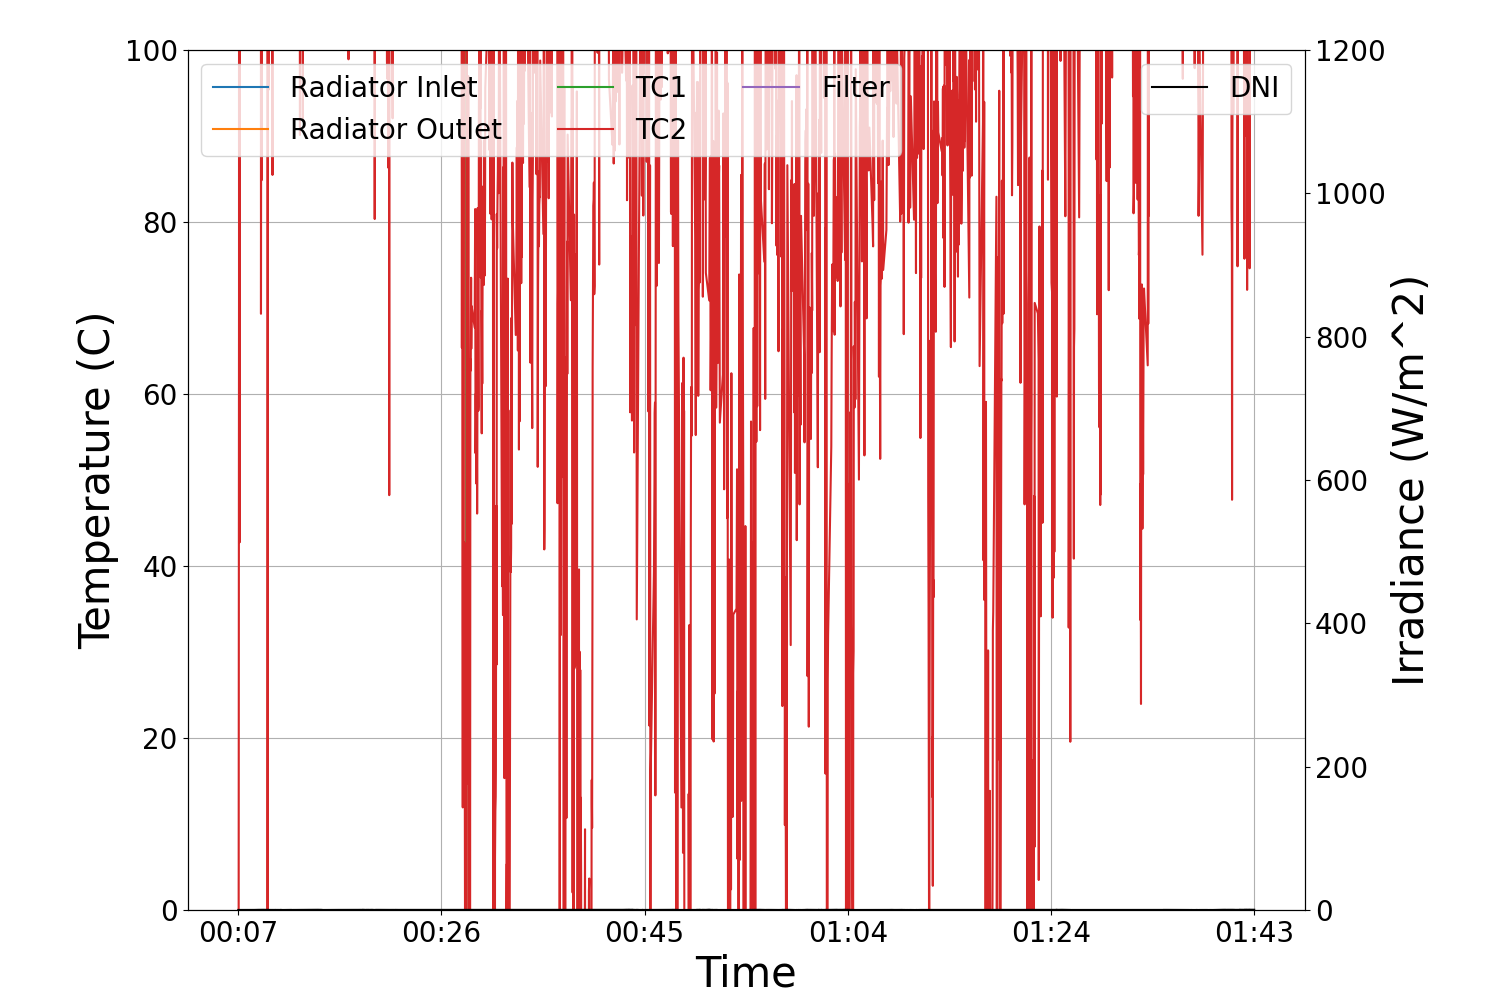 100
80
60
40
20
0
Temperature (C)
Radiator Inlet
Radiator Outlet
TC1
TC2
Filter
DNI
1200
1000
800
600
400
200
0
Irradiance (W/m^2)
00:07
00:26
00:45
01:04
01:24
01:43
Time